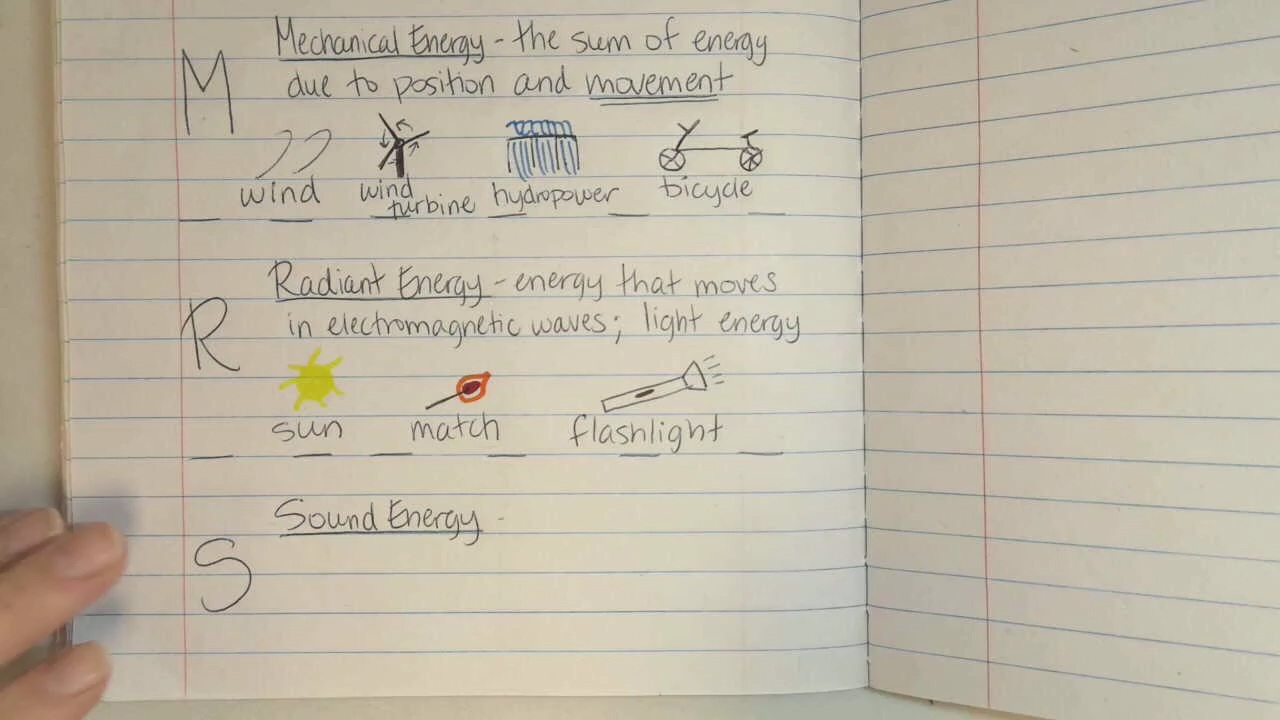 M
Mechanical Energy - the sum of energy
due to position and movement
wind
wind turbine
hydropower
bicycle
R
Radiant Energy - energy that moves
in electromagnetic waves; light energy
sun match flashlight
S
Sound Energy -